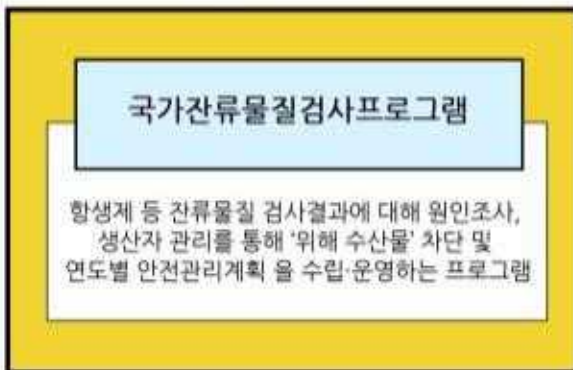 국가잔류물질검사프로그램
항생제 등 잔류물질 검사결과에 대해 원인조사,
생산자 관리를 통해 '위해 수산물' 차단 및
연도별 안전관리계획 을 수립·운영하는 프로그램